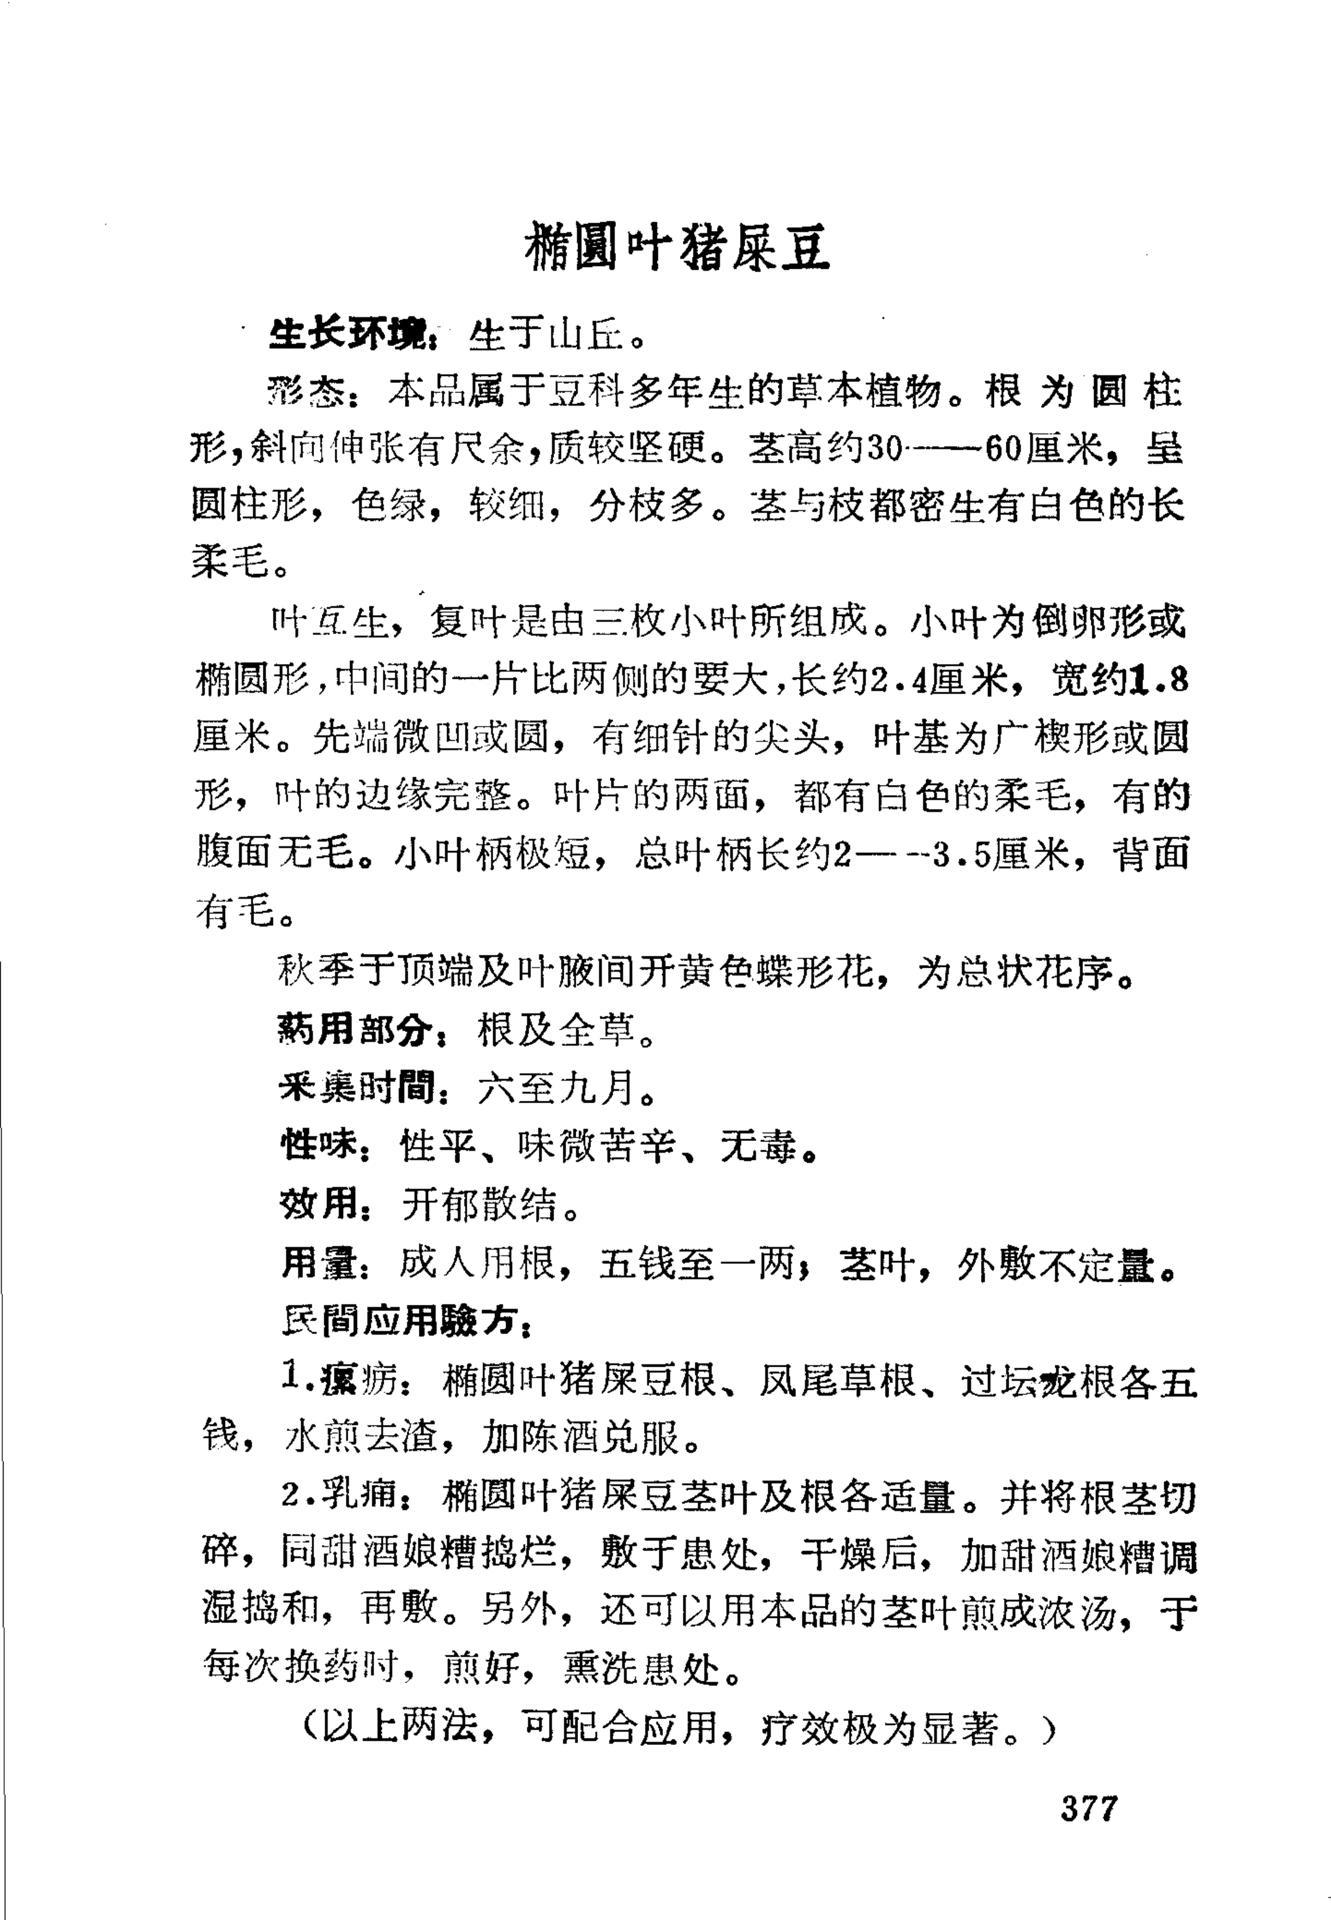 椭圓叶猪屎豆
生长环境：生于山丘。
形态：本品属于豆科多年生的草本植物。根为圆柱
形，斜向伸张有尺余，质较坚硬。茎高约30——60厘米，呈
圆柱形，色绿，较细，分枝多。茎与枝都密生有白色的长
柔毛。
叶互生，复叶是由三枚小叶所组成。小叶为倒卵形或
椭圆形，中间的一片比两侧的要大，长约2.4厘米，宽约1.8
厘米。先端微凹或圆，有细针的尖头，叶基为广楔形或圆
形，叶的边缘完整。叶片的两面，都有白色的柔毛，有的
腹面无毛。小叶柄极短，总叶柄长约2——3.5厘米，背面
有毛。
秋季于顶端及叶腋间开黄色蝶形花，为总状花序。
葯用部分：根及全草。
采集时間：六至九月。
性味：性平、味微苦辛、无毒。
效用：开郁散结。
用量：成人用根，五钱至一两；茎叶，外敷不定量。
民間应用驗方：
1.瘰疬：椭圆叶猪屎豆根、凤尾草根、过坛龙根各五
钱，水煎去渣，加陈酒兑服。
2.乳痈：椭圆叶猪屎豆茎叶及根各适量。并将根茎切
碎，同甜酒娘糟捣烂，敷于患处，干燥后，加甜酒娘糟调
湿捣和，再敷。另外，还可以用本品的茎叶煎成浓汤，于
每次换药时，煎好，熏洗患处。
（以上两法，可配合应用，疗效极为显著。）
377